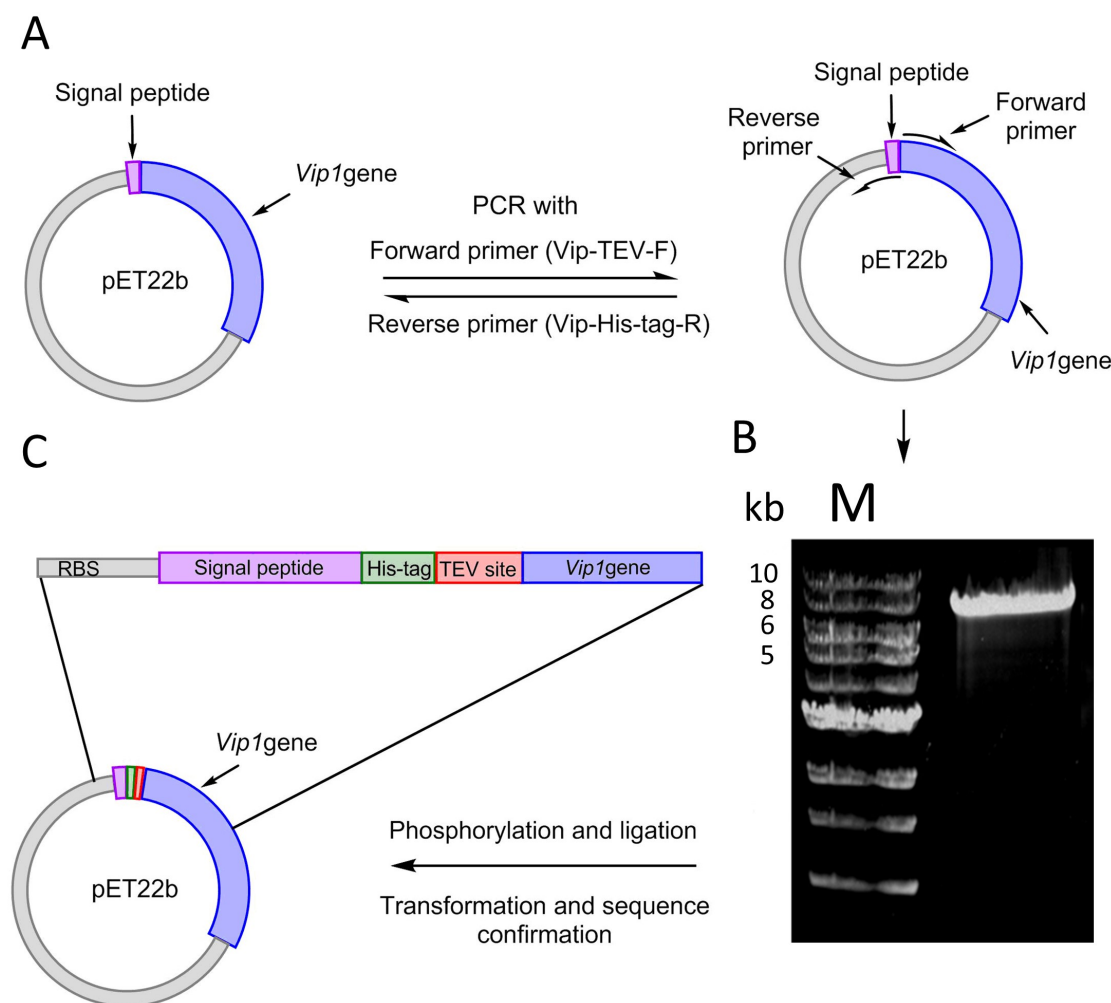 A
Signal peptide
Vip1gene
pET22b
PCR with
Forward primer (Vip-TEV-F)
Reverse primer (Vip-His-tag-R)
Signal peptide
Reverse
primer
Forward
primer
pET22b
Vip1gene
B
kb M
10
8
6
5
C
RBS Signal peptide His-tag TEV site Vip1gene
Vip1gene
pET22b
Phosphorylation and ligation
Transformation and sequence
confirmation